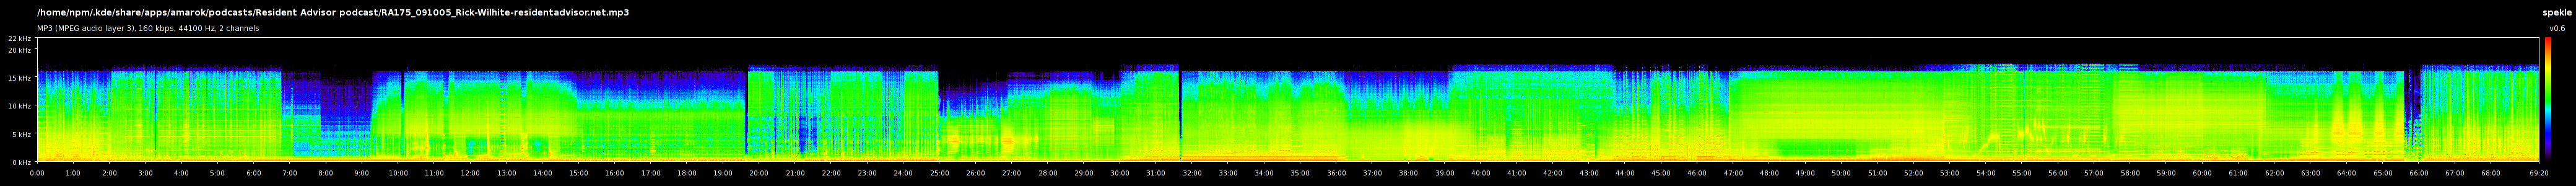 /home/npm/.kde/share/apps/amarok/podcasts/Resident Advisor podcast/RA175_091005_Rick-Wilhite-residentadvisor.net.mp3
spekle
MP3 (MPEG audio layer 3), 160 kbps, 44100 Hz, 2 channels
v0.6
22 kHz
20 kHz
15 kHz
10 kHz
5 kHz
0 kHz
0:00 1:00 2:00 3:00 4:00 5:00 6:00 7:00 8:00 9:00 10:00 11:00 12:00 13:00 14:00 15:00 16:00 17:00 18:00 19:00 20:00 21:00 22:00 23:00 24:00 25:00 26:00 27:00 28:00 29:00 30:00 31:00 32:00 33:00 34:00 35:00 36:00 37:00 38:00 39:00 40:00 41:00 42:00 43:00 44:00 45:00 46:00 47:00 48:00 49:00 50:00 51:00 52:00 53:00 54:00 55:00 56:00 57:00 58:00 59:00 60:00 61:00 62:00 63:00 64:00 65:00 66:00 67:00 68:00 69:20